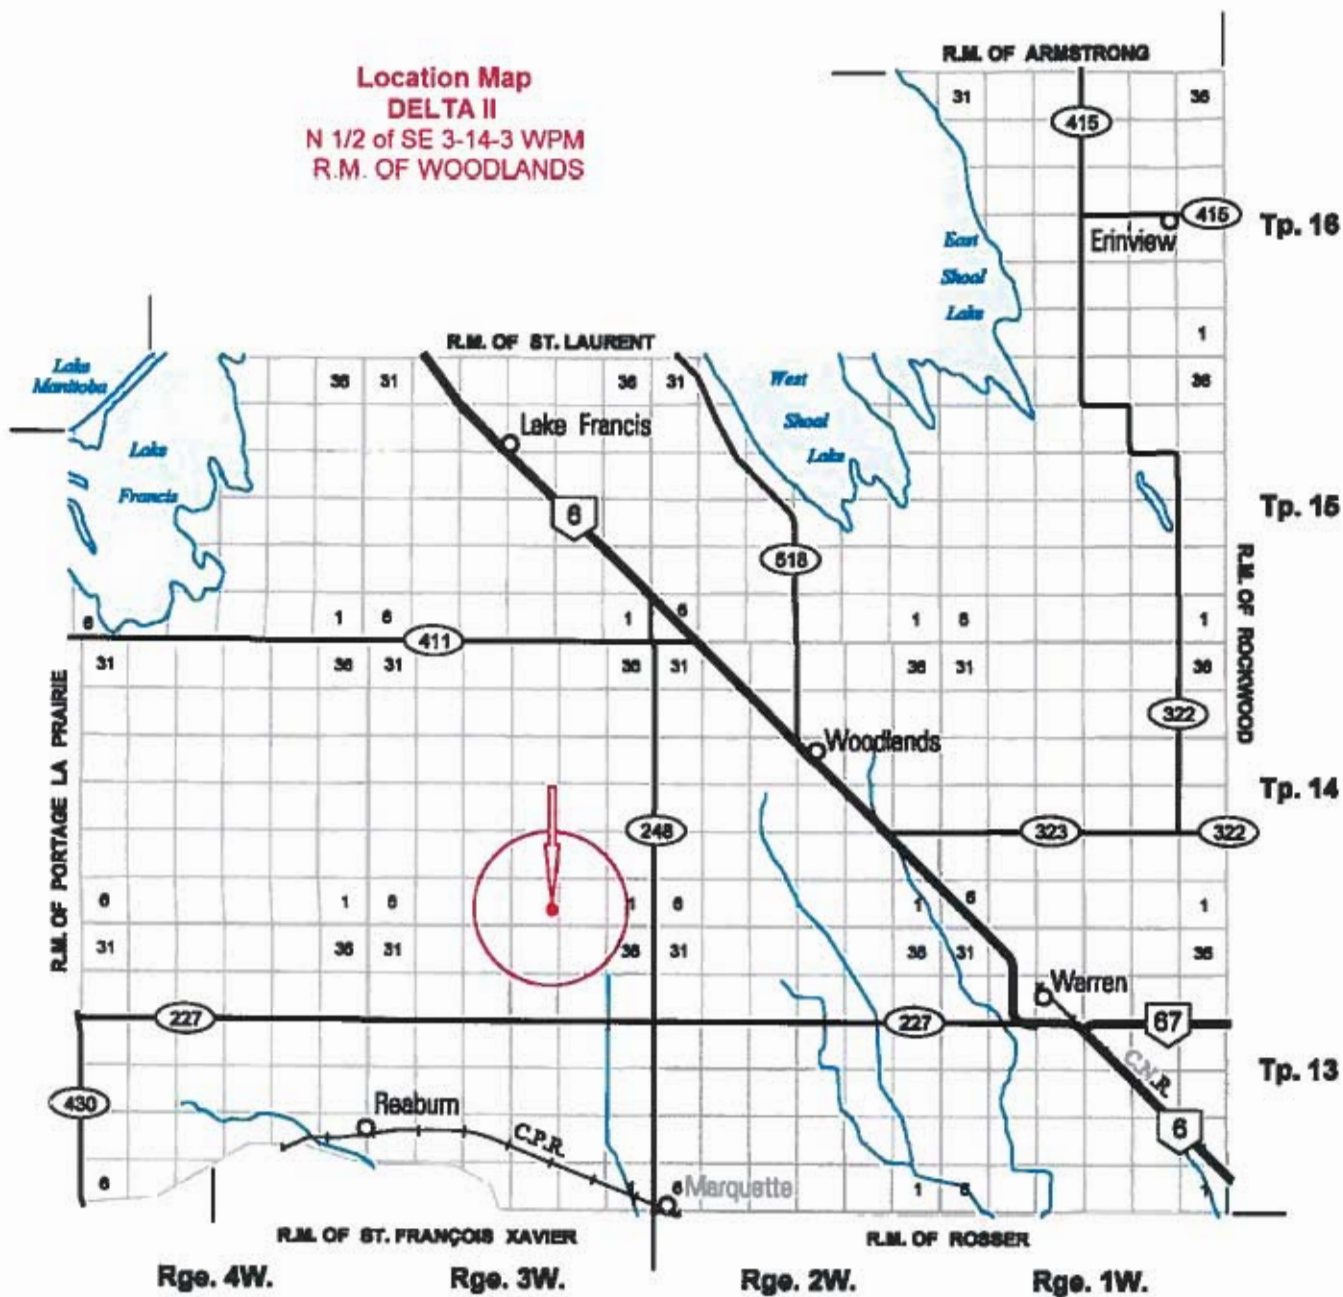 Location Map
DELTA II
N 1/2 of SE 3-14-3 WPM
R.M. OF WOODLANDS
R.M. OF ARMSTRONG
31
36
415
415
Tp. 16
Erinview
East
Shoal
Lake
1
R.M. OF ST. LAURENT
Lake
Manitoba
36 31
36 31
West
Shoal
Lake
36
Lake Francis
Lake
Francis
6
Tp. 15
518
R.M. OF ROCKWOOD
6
1 6
1 6
1 6
1
411
31
36 31
36 31
36 31
36
322
Woodlands
R.M. OF PORTAGE LA PRAIRIE
Tp. 14
248
323
322
6
1 6
1 6
1 6
1
31
36 31
36 31
36 31
36
Warren
227
227
67
C.N.R.
Tp. 13
430
Reaburn
C.P.R.
6
6
1 6
Marquette
1 6
1
R.M. OF ST. FRANÇOIS XAVIER
R.M. OF ROSSER
Rge. 4W.
Rge. 3W.
Rge. 2W.
Rge. 1W.